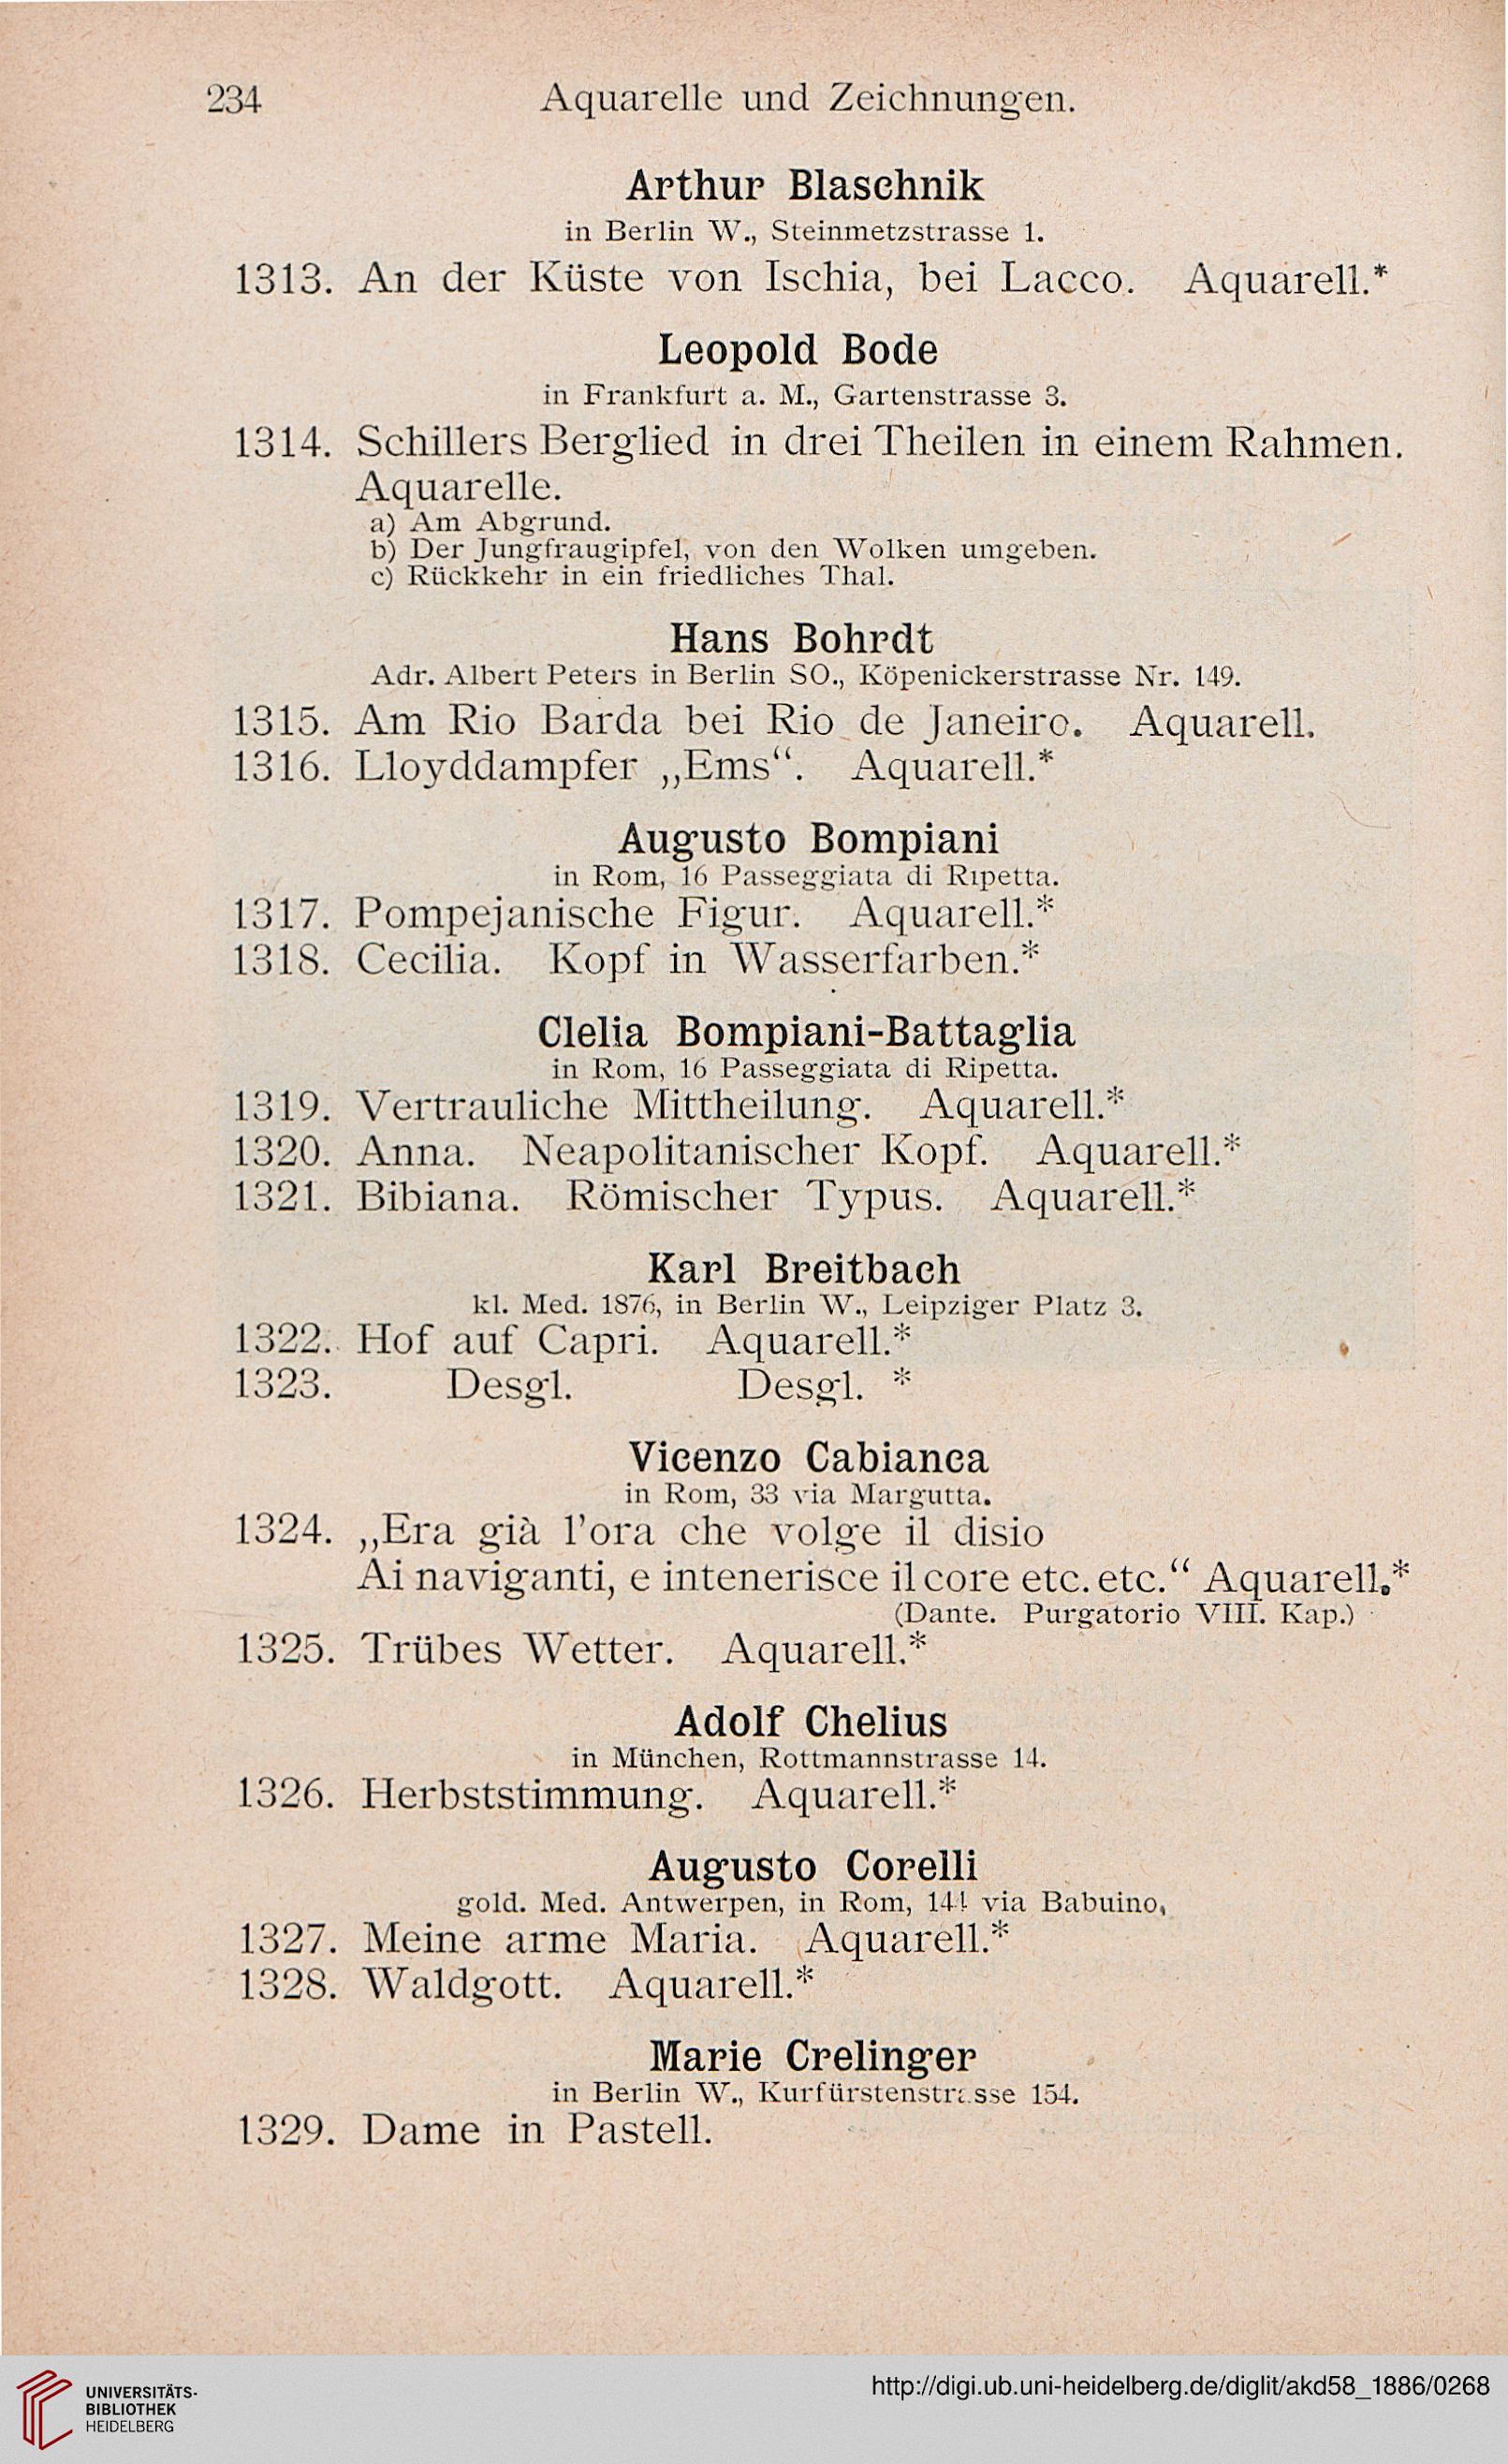 234 Aquarelle und Zeichnungen.
Arthur Blaschnik
in Berlin W., Steinmetzstrasse 1.
1313. An der Küste von Ischia, bei Lacco. Aquarell.*
Leopold Bode
in Frankfurt a. M., Gartenstrasse 3.
1314. Schillers Berglied in drei Theilen in einem Rahmen.
Aquarelle.
a) Am Abgrund.
b) Der Jungfraugipfel, von den Wolken umgeben.
c) Rückkehr in ein friedliches Thal.
Hans Bohrdt
Adr. Albert Peters in Berlin SO., Köpenickerstrasse Nr. 149.
1315. Am Rio Barda bei Rio de Janeiro. Aquarell.
1316. Lloyddampfer „Ems“. Aquarell.*
Augusto Bompiani
in Rom, 16 Passeggiata di Ripetta.
1317. Pompejanische Figur. Aquarell.*
1318. Cecilia. Kopf in Wasserfarben.*
Clelia Bompiani-Battaglia
in Rom, 16 Passeggiata di Ripetta.
1319. Vertrauliche Mittheilung. Aquarell.*
1320. Anna. Neapolitanischer Kopf. Aquarell.*
1321. Bibiana. Römischer Typus. Aquarell.*
Karl Breitbach
kl. Med. 1876, in Berlin W., Leipziger Platz 3.
1322. Hof auf Capri. Aquarell.*
1323. Desgl. Desgl. *
Vicenzo Cabianca
in Rom, 33 via Margutta.
1324. „Era già l’ora che volge il disio
Ai naviganti, e intenerisce il core etc. etc.“ Aquarell.*
(Dante. Purgatorio VIII. Kap.)
1325. Trübes Wetter. Aquarell.*
Adolf Chelius
in München, Rottmannstrasse 14.
1326. Herbststimmung. Aquarell.*
Augusto Corelli
gold. Med. Antwerpen, in Rom, via Babuino,
1327. Meine arme Maria. Aquarell.*
1328. Waldgott. Aquarell.*
Marie Crelinger
in Berlin W., Kurfürstenstrasse 154.
1329. Dame in Pastell.
UNIVERSITÄTS-
BIBLIOTHEK
HEIDELBERG
http://digi.ub.uni-heidelberg.de/diglit/akd58_1886/0268